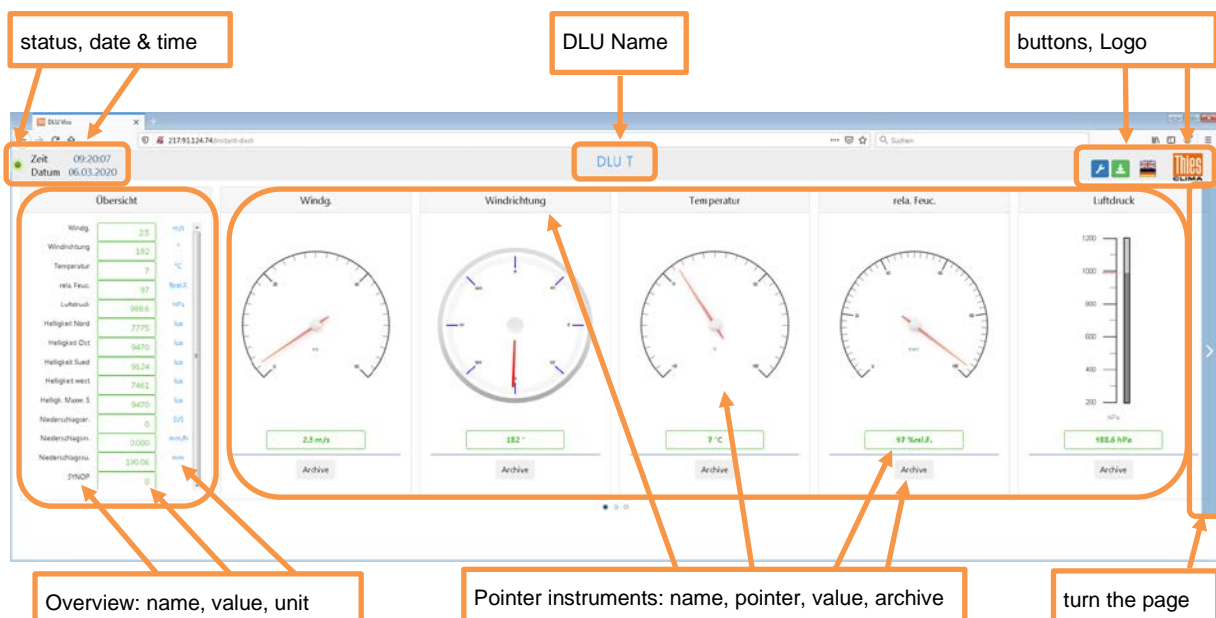 status, date & time
DLU Name
buttons, Logo
217.91.124.74/instant-dash
Suchen
Zeit 09:20:07
Datum 06.03.2020
DLU T
Thies
CLIMA
Übersicht
Windg. 2.5 m/s
Windrichtung 182 °
Temperatur 7 °C
rela. Feuc. 97 %rel.F.
Luftdruck 988.6 hPa
Helligkeit Nord 7775 lux
Helligkeit Ost 9470 lux
Helligkeit Sued 9124 lux
Helligkeit west 7461 lux
Helligk. Maxw. S 9470 lux
Niederschlagser. 0 0/1
Niederschlagsin. 0.000 mm/h
Niederschlagssu. 190.06 mm
SYNOP 0
Windg.
2.5 m/s
Archive
Windrichtung
182 °
Archive
Temperatur
7 °C
Archive
rela. Feuc.
97 %rel.F.
Archive
Luftdruck
1200
1000
800
600
400
200
hPa
988.6 hPa
Archive
Overview: name, value, unit
Pointer instruments: name, pointer, value, archive
turn the page